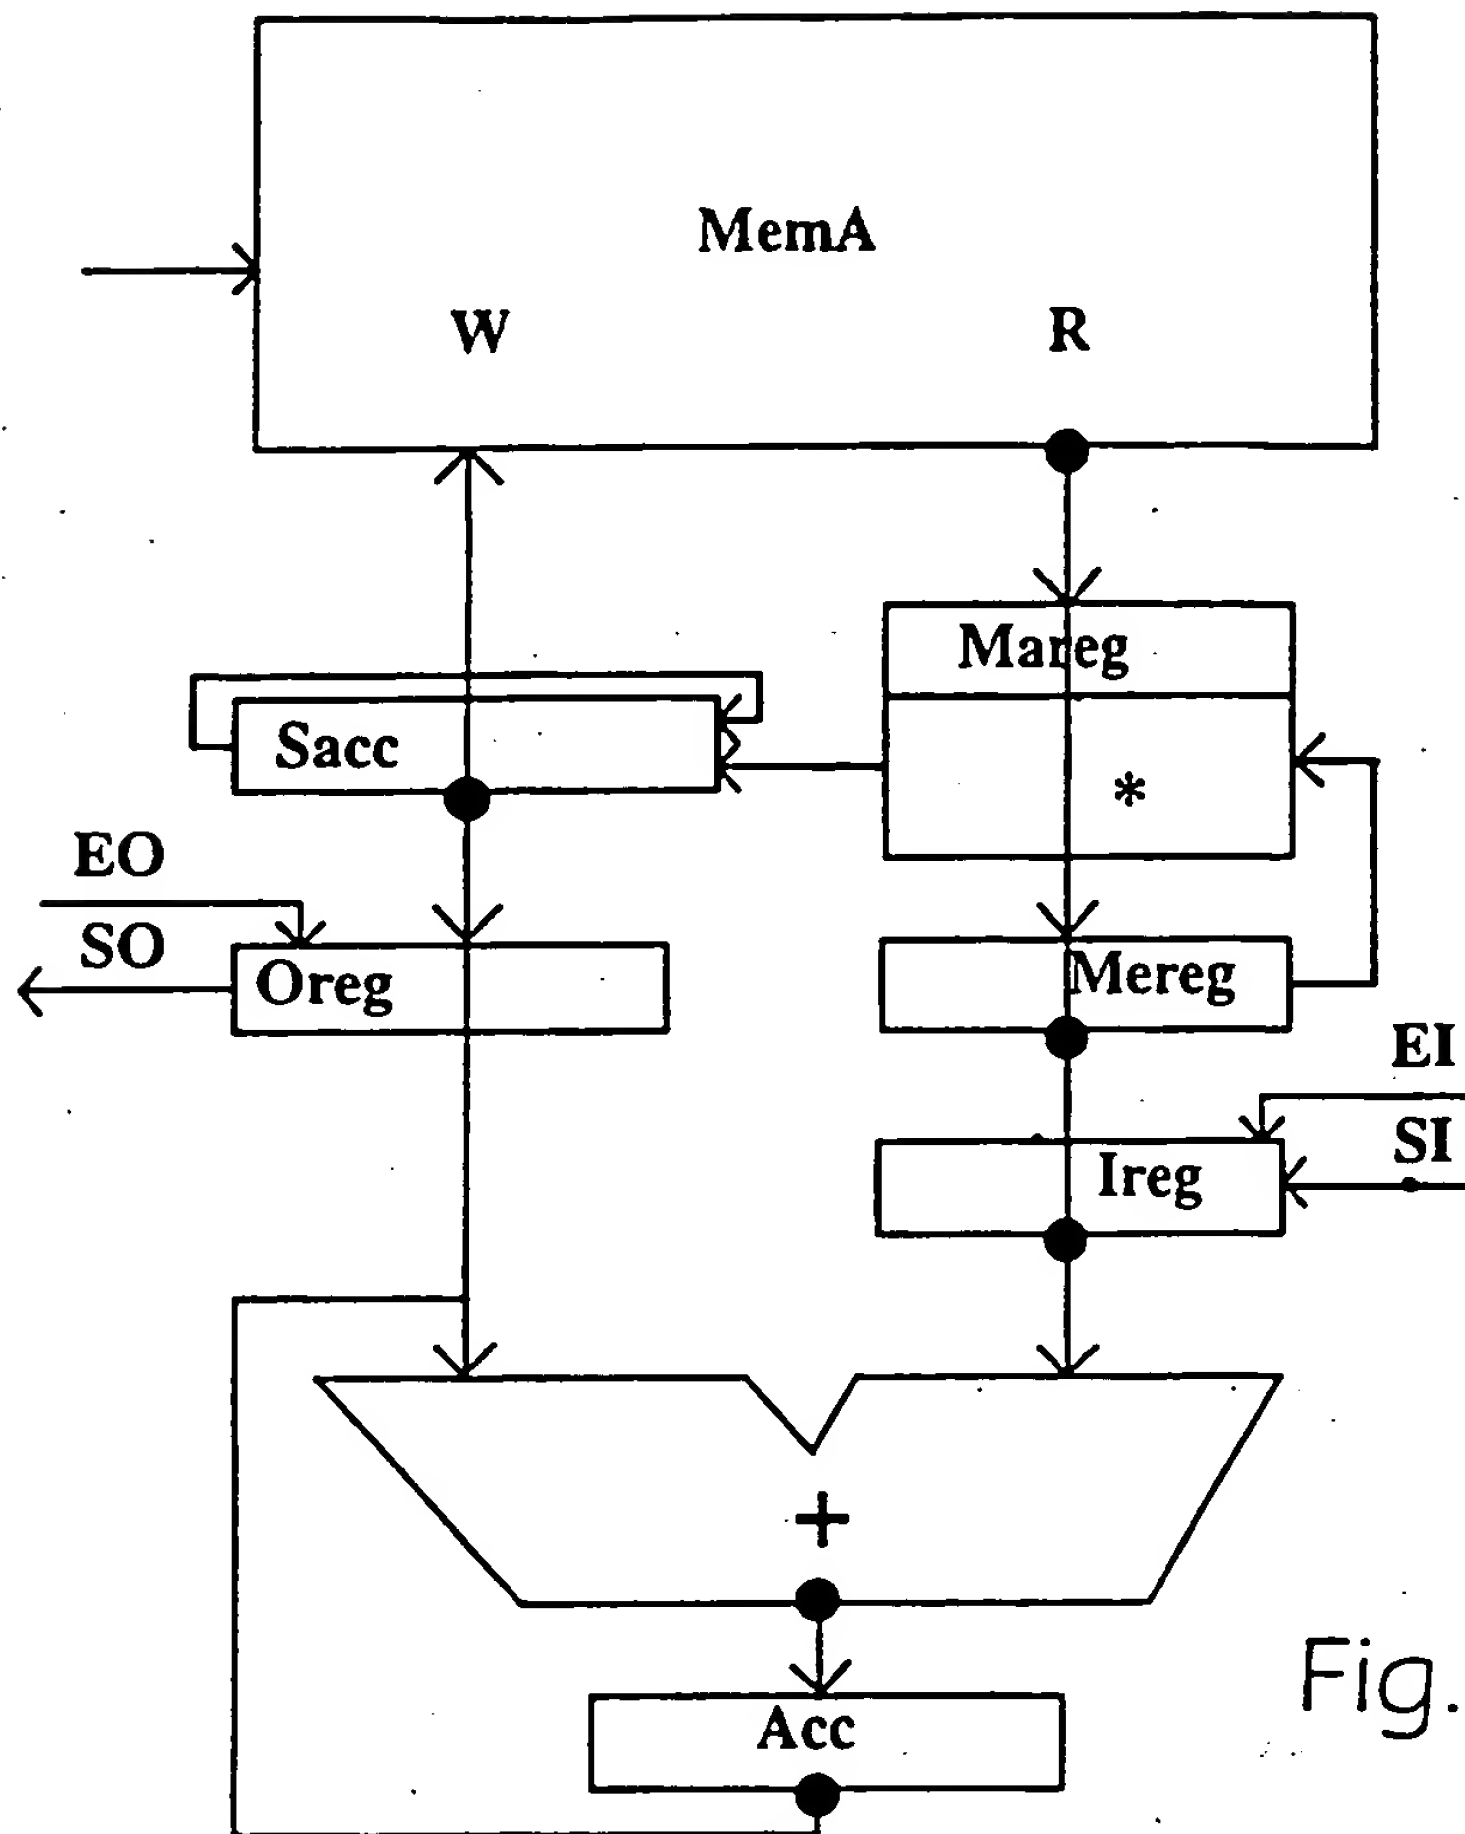 MemA
W R
Mareg
Sacc
*
EO
SO
Oreg
Mereg
EI
SI
Ireg
+
Fig.
Acc